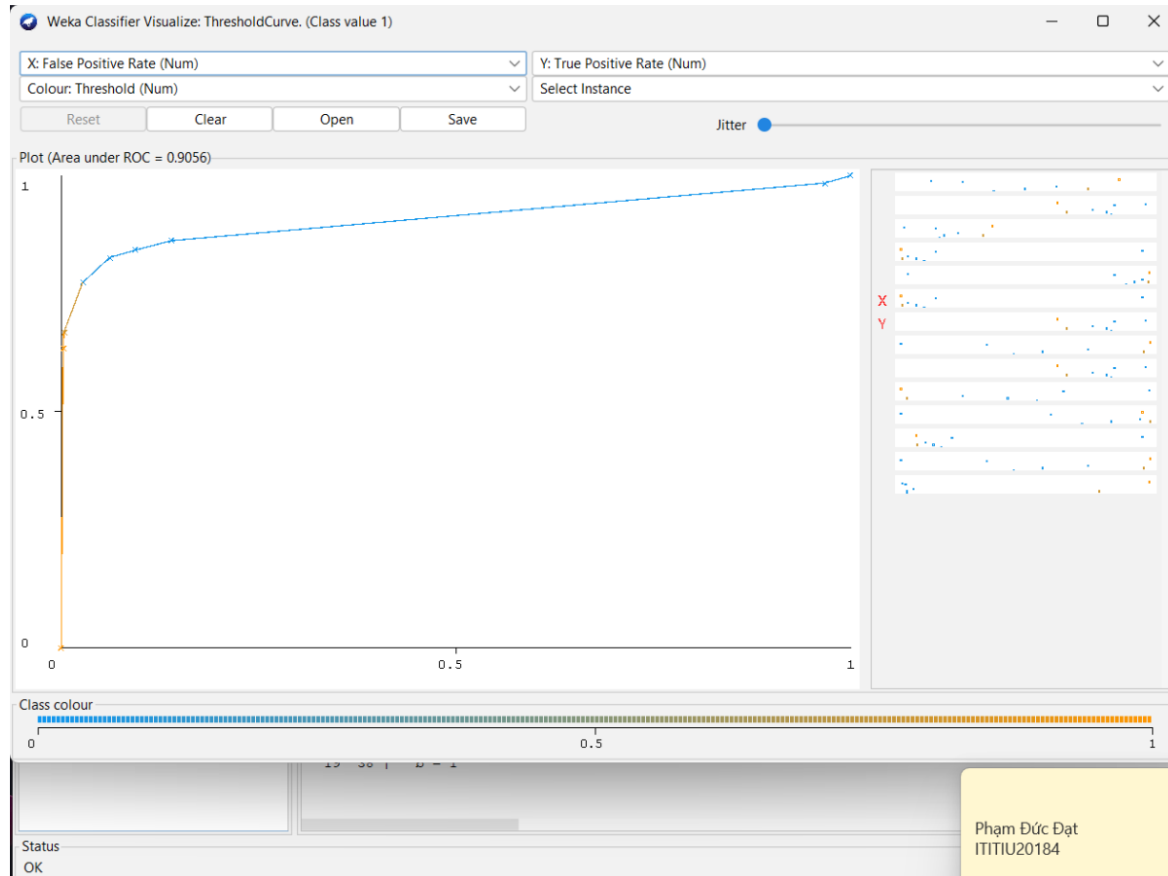 Weka Classifier Visualize: ThresholdCurve. (Class value 1)
X: False Positive Rate (Num)
Y: True Positive Rate (Num)
Colour: Threshold (Num)
Select Instance
Reset
Clear
Open
Save
Jitter
Plot (Area under ROC = 0.9056)
1
0.5
0
0
0.5
1
X
Y
Class colour
0
0.5
1
Phạm Đức Đạt
ITITIU20184
Status
OK